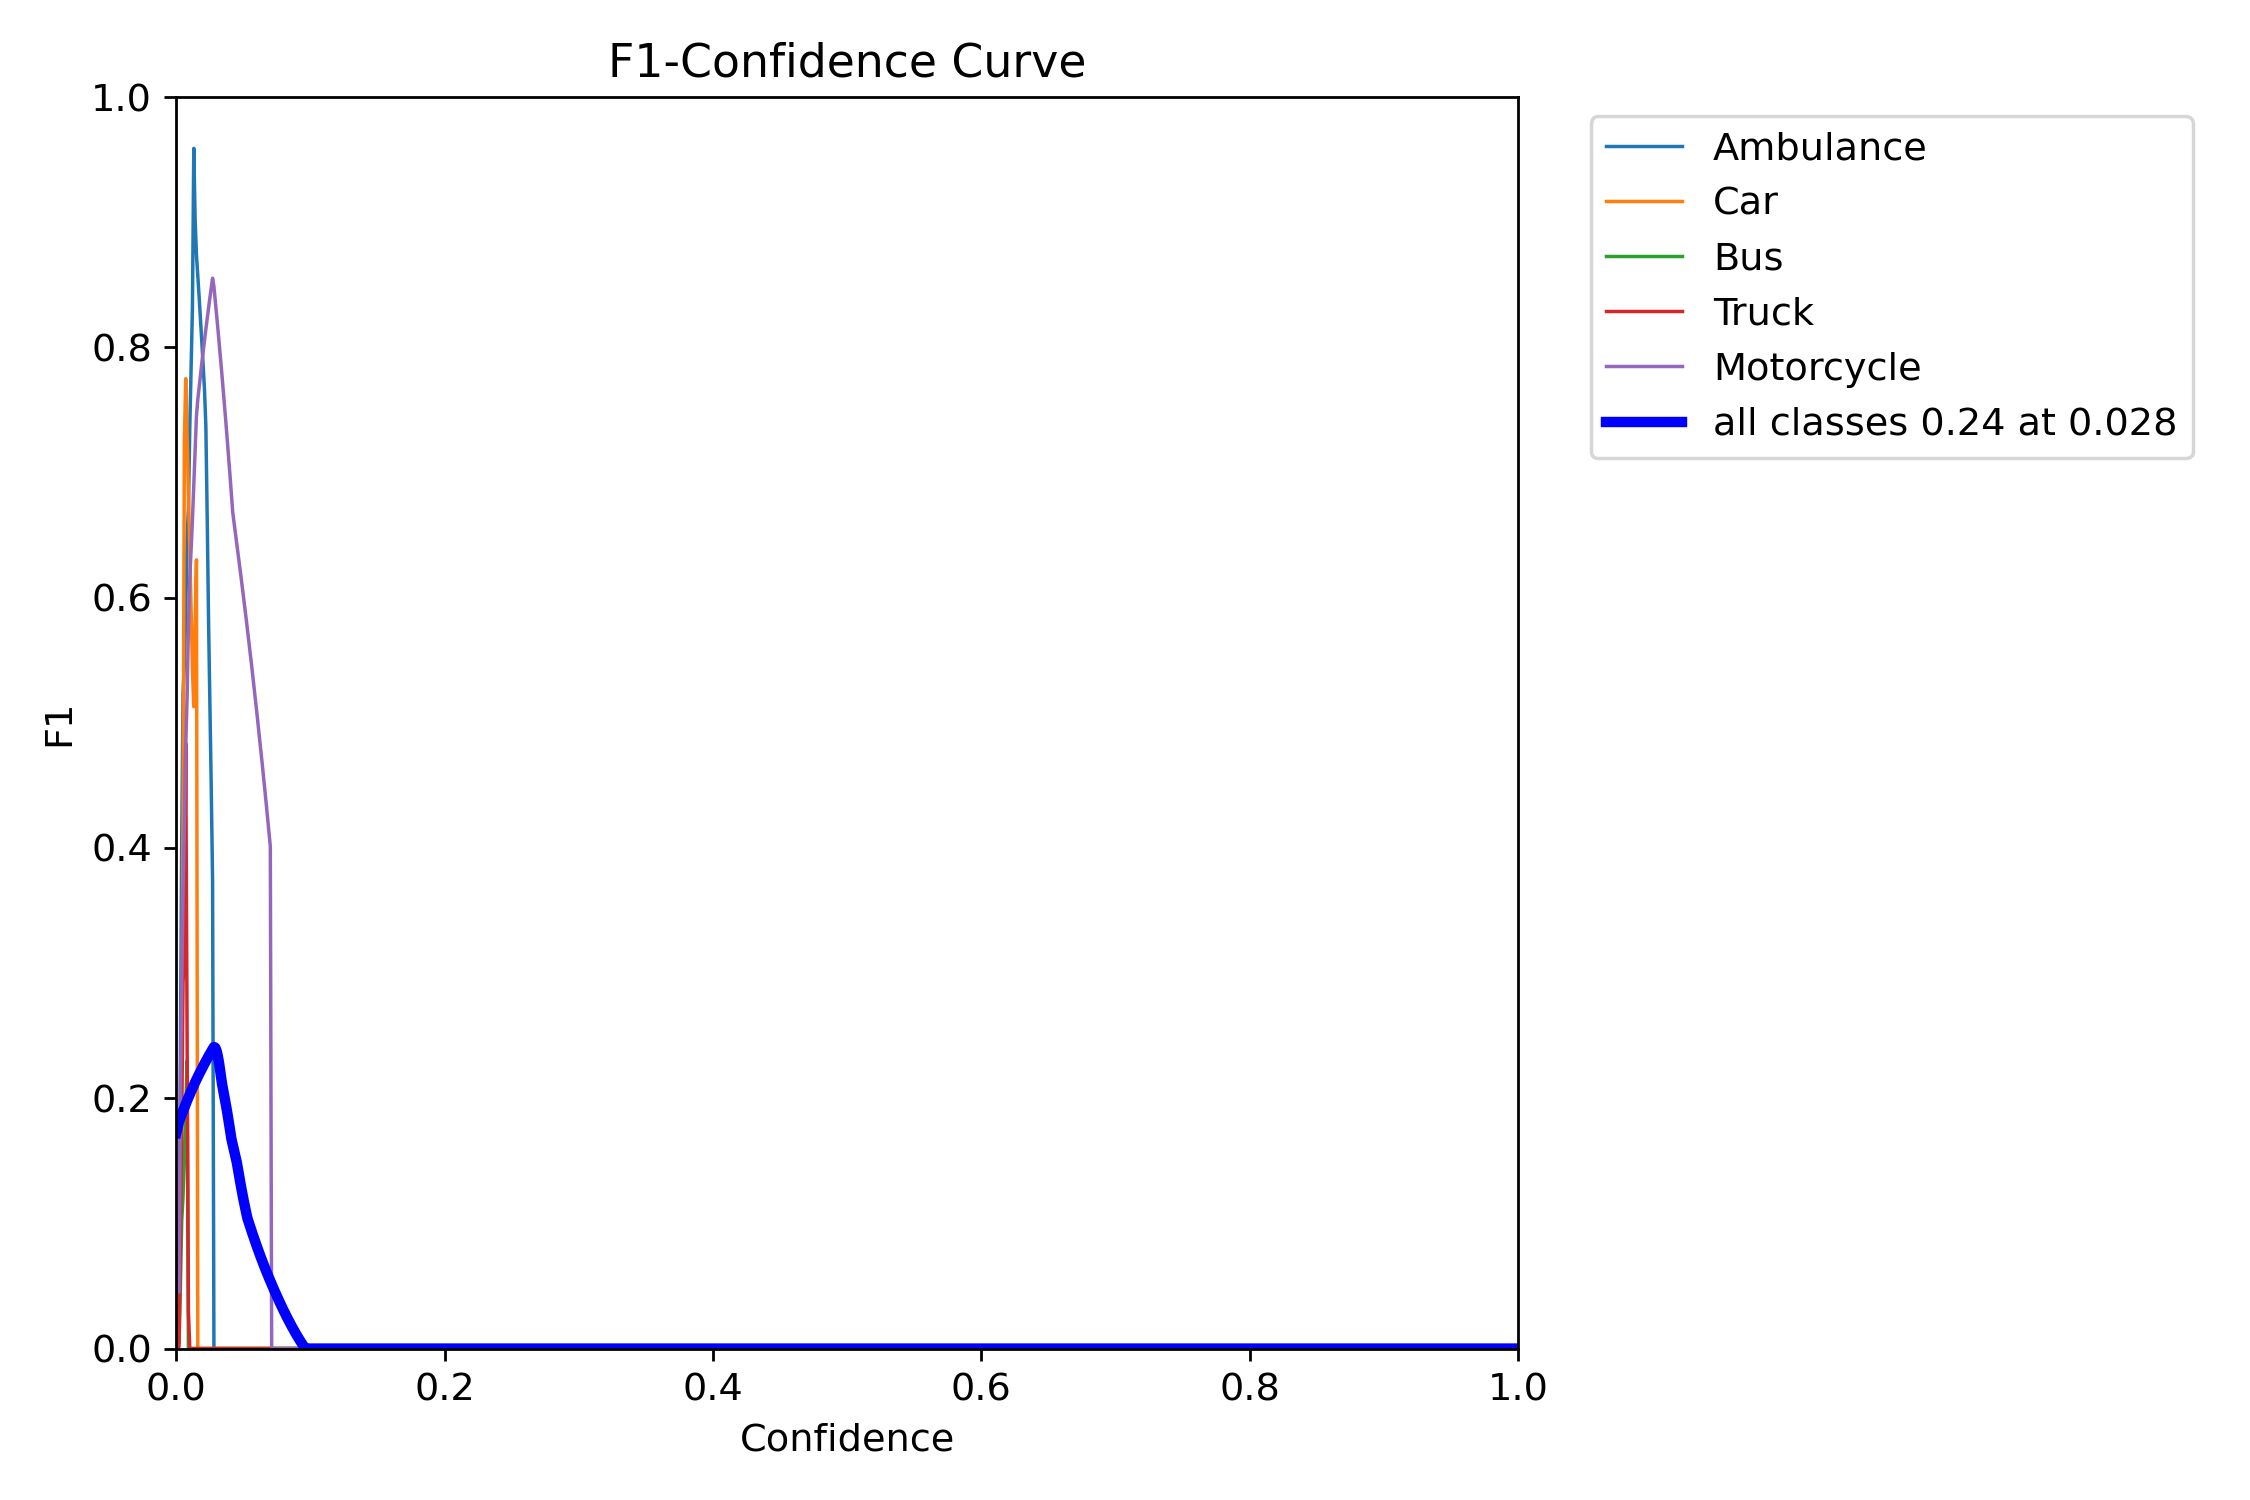 F1-Confidence Curve
1.0
0.8
0.6
0.4
0.2
0.0
F1
0.0 0.2 0.4 0.6 0.8 1.0
Confidence
Ambulance
Car
Bus
Truck
Motorcycle
all classes 0.24 at 0.028